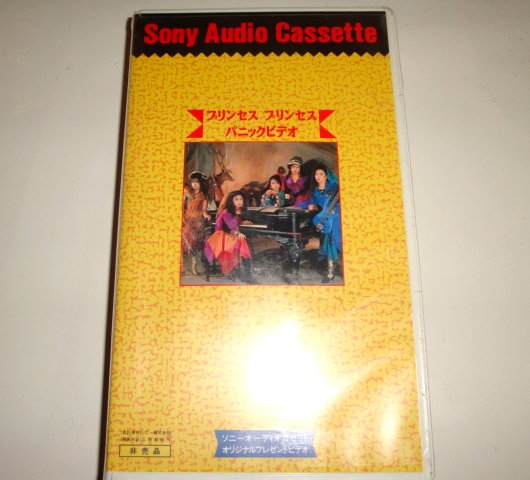 Sony Audio Cassette
プリンセス プリンセス
パニックビデオ
ソニーオーディオカセット
オリジナルプレゼントビデオ
非売品